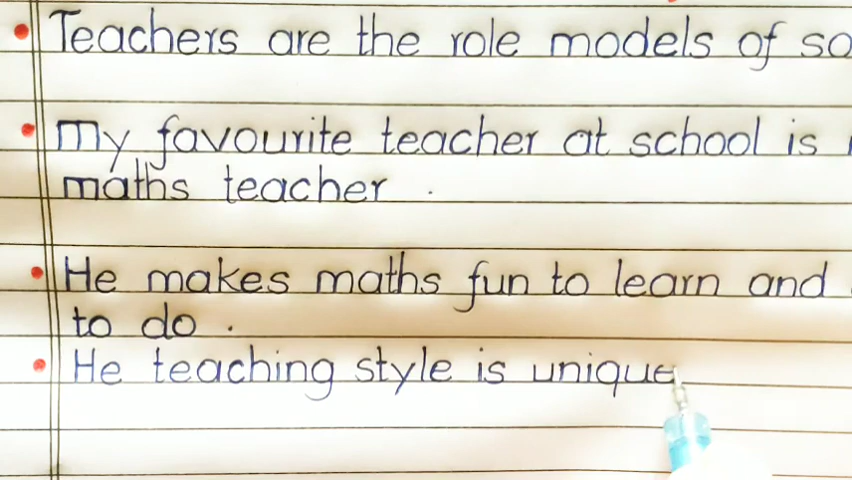 Teachers are the role models of
My favourite teacher at school is
maths teacher .
He makes maths fun to learn and
to do .
He teaching style is unique